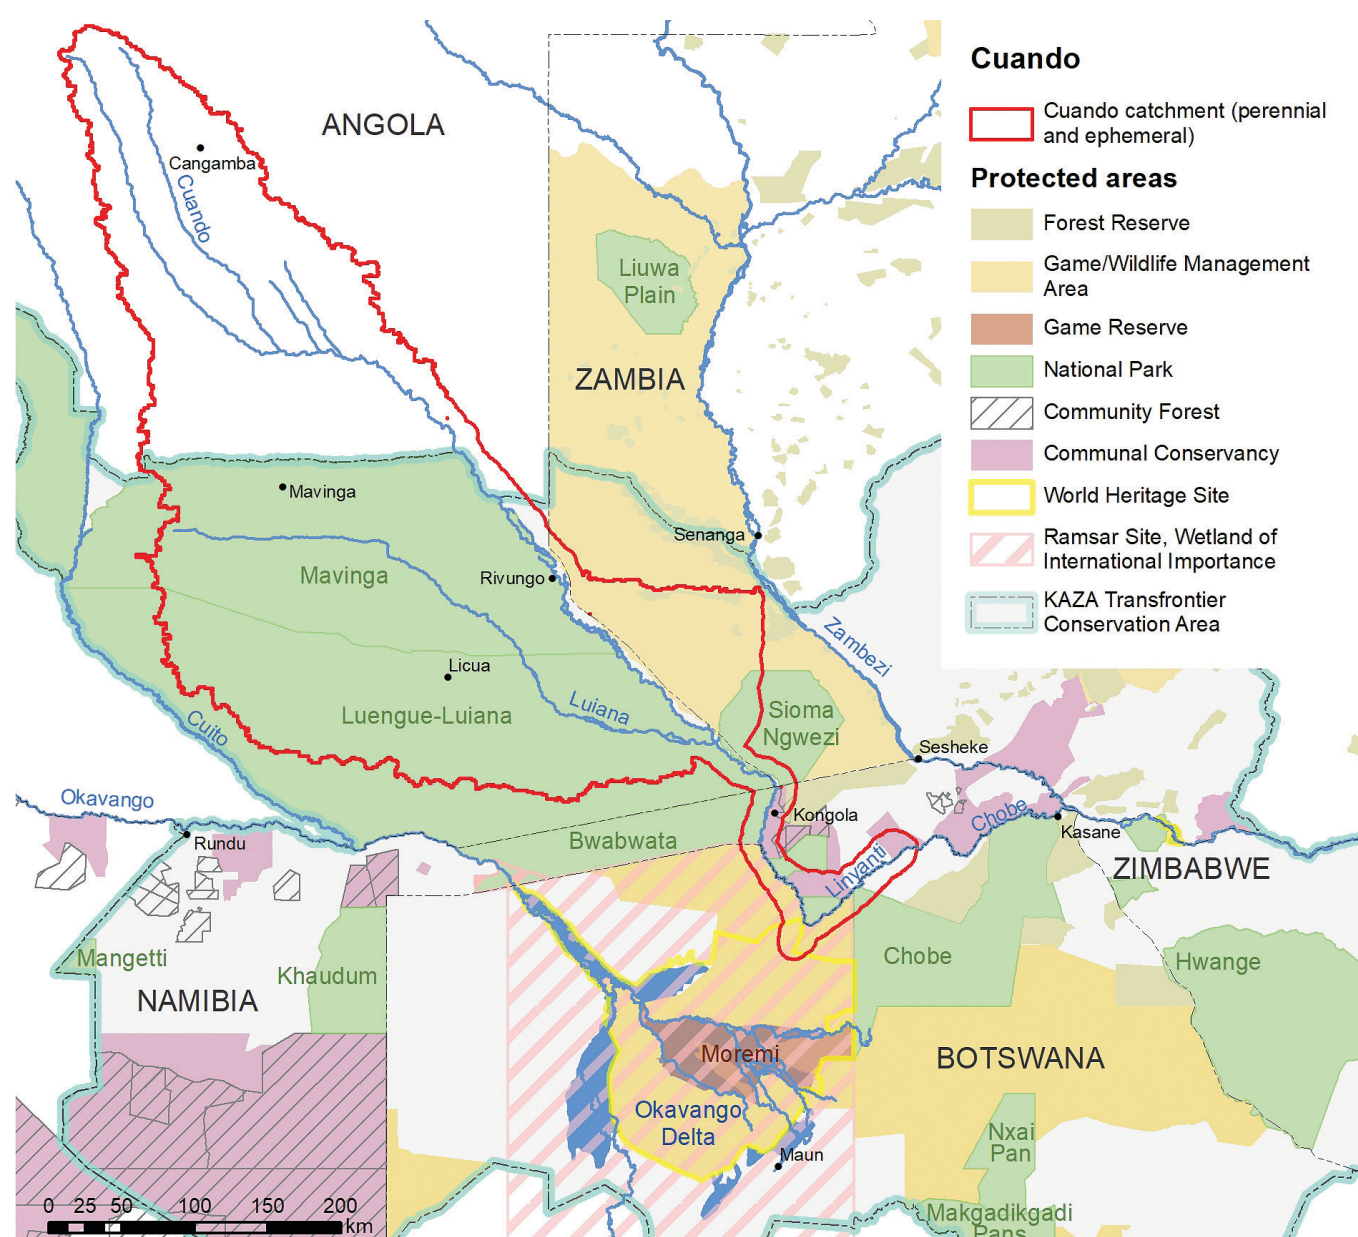 Cuando
Cuando catchment (perennial
and ephemeral)
Protected areas
Forest Reserve
Game/Wildlife Management
Area
Game Reserve
National Park
Community Forest
Communal Conservancy
World Heritage Site
Ramsar Site, Wetland of
International Importance
KAZA Transfrontier
Conservation Area
ANGOLA
Cangamba
Cuando
Liuwa
Plain
ZAMBIA
Mavinga
Senanga
Mavinga
Rivungo
Zambezi
Licua
Luiana
Luengue-Luiana
Sioma
Ngwezi
Cuito
Sesheke
Okavango
Kongola
Chobe
Rundu
Bwabwata
Kasane
ZIMBABWE
Linyanti
Mangetti
Khaudum
Chobe
Hwange
NAMIBIA
Moremi
BOTSWANA
Okavango
Delta
Nxai
Pan
Maun
Makgadikgadi
Pans
0 25 50 100 150 200
km